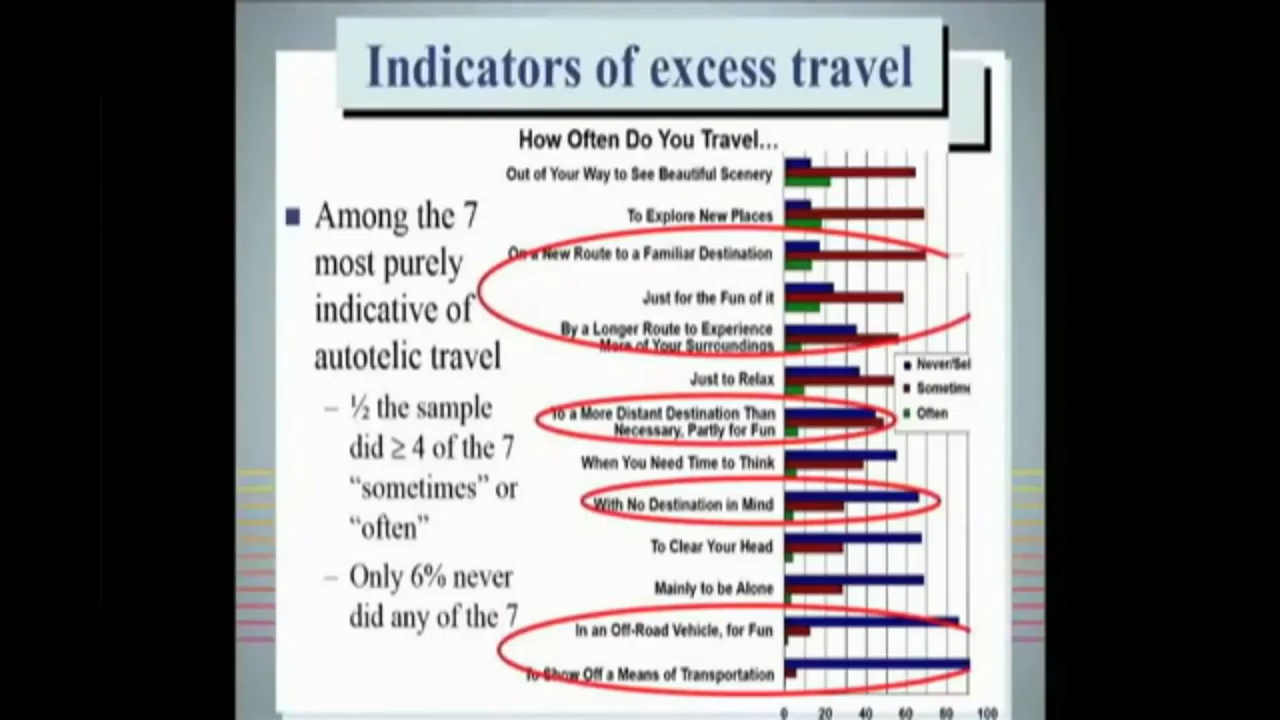 Indicators of excess travel
How Often Do You Travel...
Out of Your Way to See Beautiful Scenery
To Explore New Places
On a New Route to a Familiar Destination
Just for the Fun of it
By a Longer Route to Experience
More of Your Surroundings
Just to Relax
To a More Distant Destination Than
Necessary, Partly for Fun
When You Need Time to Think
With No Destination in Mind
To Clear Your Head
Mainly to be Alone
In an Off-Road Vehicle, for Fun
To Show Off a Means of Transportation
0 20 40 60 80 100
Never/Sel
Sometim
Often
■ Among the 7
most purely
indicative of
autotelic travel
– ½ the sample
did ≥ 4 of the 7
“sometimes” or
“often”
– Only 6% never
did any of the 7